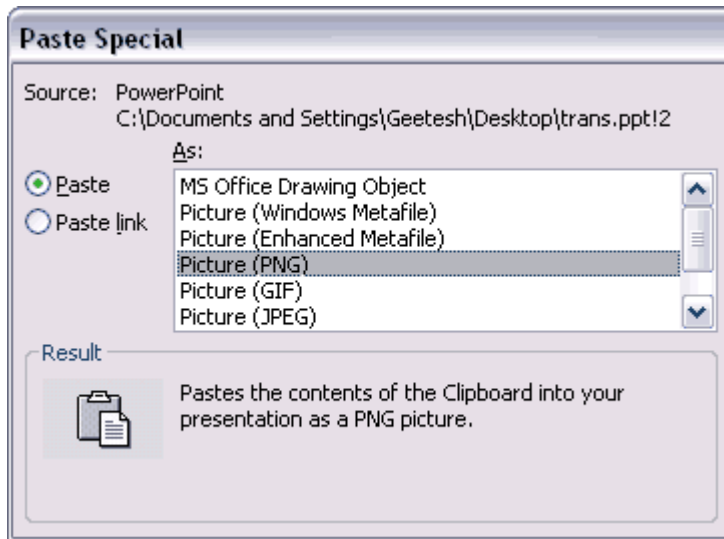 Paste Special
Source: PowerPoint
C:\Documents and Settings\Geetesh\Desktop\trans.ppt!2
As:
Paste
Paste link
MS Office Drawing Object
Picture (Windows Metafile)
Picture (Enhanced Metafile)
Picture (PNG)
Picture (GIF)
Picture (JPEG)
Result
Pastes the contents of the Clipboard into your
presentation as a PNG picture.